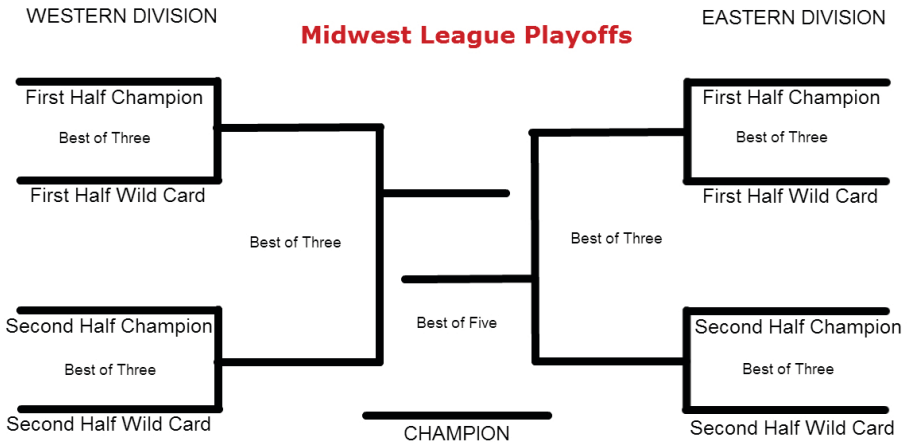 WESTERN DIVISION
EASTERN DIVISION
Midwest League Playoffs
First Half Champion
Best of Three
First Half Wild Card
First Half Champion
Best of Three
First Half Wild Card
Best of Three
Best of Three
Second Half Champion
Best of Three
Second Half Wild Card
Best of Five
Second Half Champion
Best of Three
Second Half Wild Card
CHAMPION